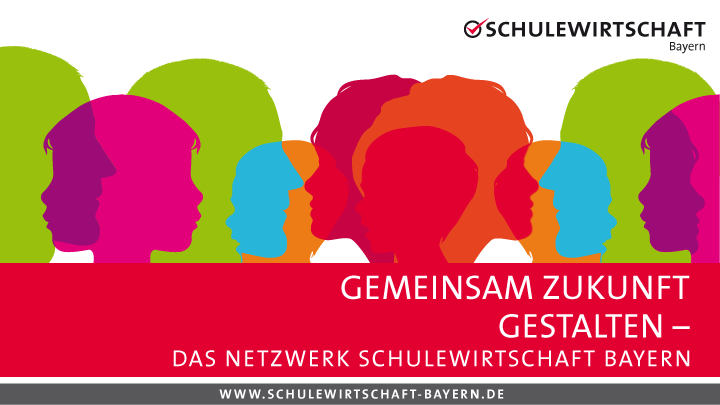 SCHULEWIRTSCHAFT
Bayern
GEMEINSAM ZUKUNFT
GESTALTEN –
DAS NETZWERK SCHULEWIRTSCHAFT BAYERN
WWW.SCHULEWIRTSCHAFT-BAYERN.DE